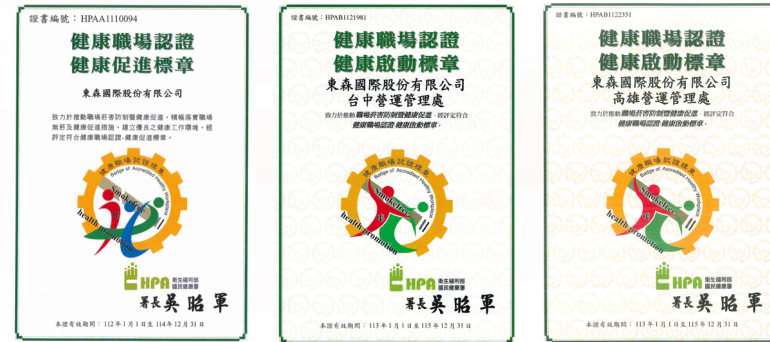 證書編號：HPAA1110094
健康職場認證
健康促進標章
東森國際股份有限公司
致力於推動職場菸害防制暨健康促進，積極落實職場
無菸及健康促進措施，建立優良之健康工作環境，經
評定符合健康職場認證-健康促進標章。
健康職場認證標章
Badge of Accredited Healthy Workplace
smokefree
health promotion
HPA 衛生福利部
國民健康署
署長 吳昭軍
本證有效期間：112年1月1日至114年12月31日
證書編號：HPAB1121981
健康職場認證
健康啟動標章
東森國際股份有限公司
台中營運管理處
致力於推動職場菸害防制暨健康促進，經評定符合
健康職場認證-健康啟動標章。
健康職場認證標章
Badge of Accredited Healthy Workplace
smokefree
health promotion
HPA 衛生福利部
國民健康署
署長 吳昭軍
本證有效期間：113年1月1日至115年12月31日
證書編號：HPAB1122351
健康職場認證
健康啟動標章
東森國際股份有限公司
高雄營運管理處
致力於推動職場菸害防制暨健康促進，經評定符合
健康職場認證-健康啟動標章。
健康職場認證標章
Badge of Accredited Healthy Workplace
smokefree
health promotion
HPA 衛生福利部
國民健康署
署長 吳昭軍
本證有效期間：113年1月1日至115年12月31日